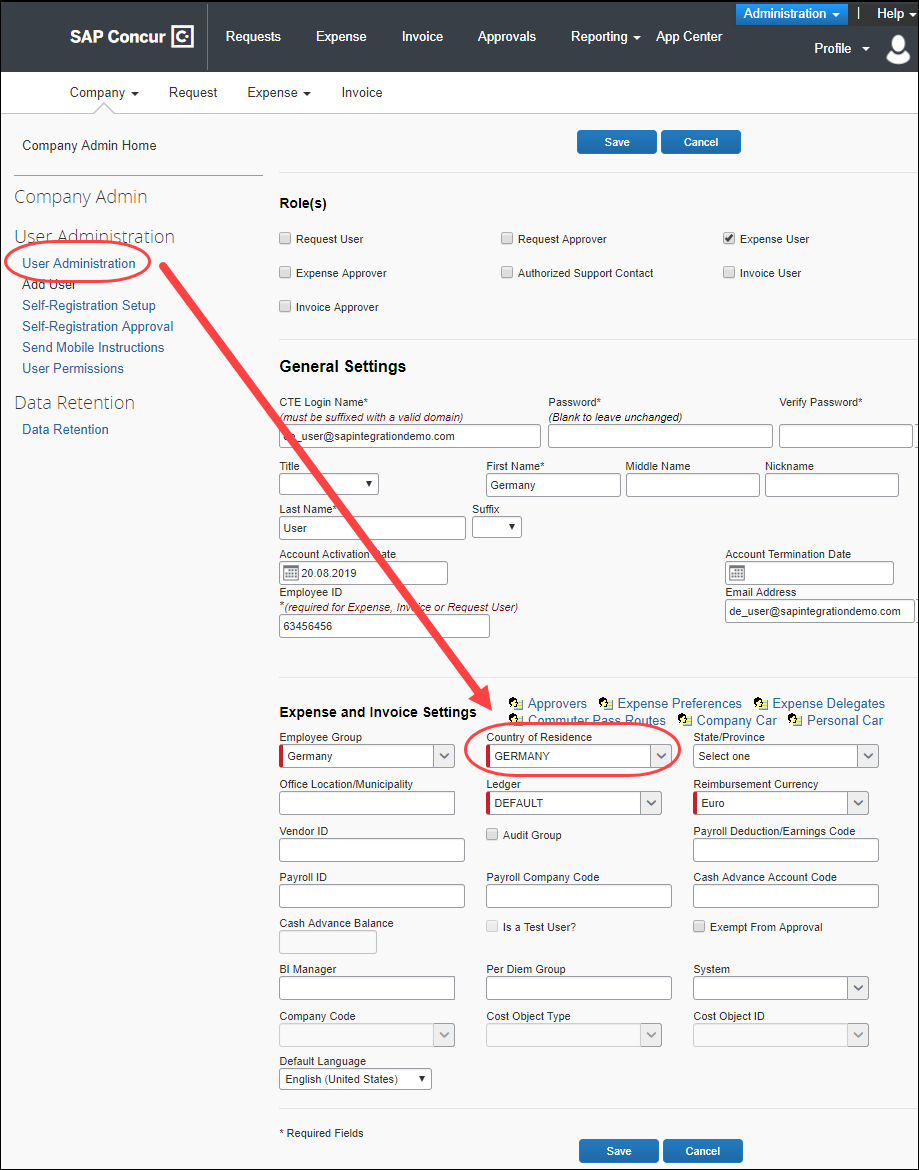 Administration | Help
SAP Concur C Requests Expense Invoice Approvals Reporting App Center
Profile
Company Request Expense Invoice
Company Admin Home
Save Cancel
Company Admin
User Administration
User Administration
Add User
Self-Registration Setup
Self-Registration Approval
Send Mobile Instructions
User Permissions
Data Retention
Data Retention
Role(s)
Request User Request Approver Expense User
Expense Approver Authorized Support Contact Invoice User
Invoice Approver
General Settings
CTE Login Name* Password* Verify Password*
(must be suffixed with a valid domain) (Blank to leave unchanged)
de_user@sapintegrationdemo.com
Title First Name* Middle Name Nickname
Germany
Last Name* Suffix
User
Account Activation Date Account Termination Date
20.08.2019
Employee ID Email Address
*(required for Expense, Invoice or Request User)
de_user@sapintegrationdemo.com
63456456
Expense and Invoice Settings
Approvers Expense Preferences Expense Delegates
Commuter Pass Routes Company Car Personal Car
Employee Group Country of Residence State/Province
Germany GERMANY Select one
Office Location/Municipality Ledger Reimbursement Currency
DEFAULT Euro
Vendor ID Audit Group Payroll Deduction/Earnings Code
Payroll ID Payroll Company Code Cash Advance Account Code
Cash Advance Balance Is a Test User? Exempt From Approval
BI Manager Per Diem Group System
Company Code Cost Object Type Cost Object ID
Default Language
English (United States)
* Required Fields
Save Cancel